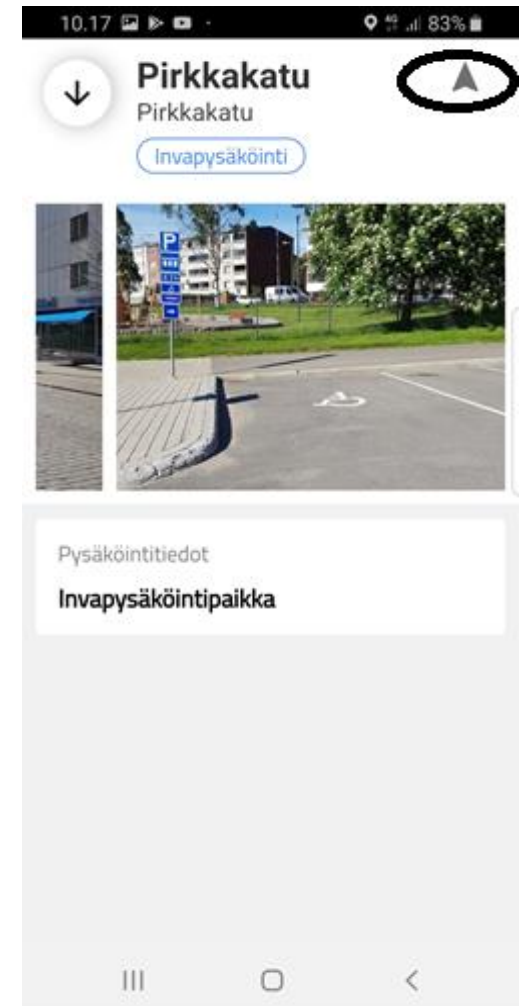 10.17 83%
Pirkkakatu
Pirkkakatu
Invapysäköinti
P
Pysäköintitiedot
Invapysäköintipaikka